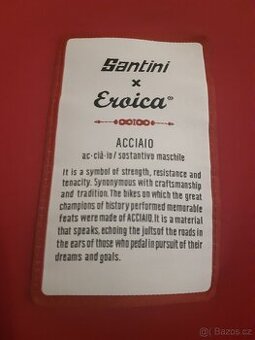 Santini
x
Eroica®
ACCIAIO
ac·cià·io/sostantivo maschile
It is a symbol of strength, resistance and
tenacity. Synonymous with craftsmanship
and tradition. The bikes on which the great
champions of history performed memorable
feats were made of ACCIAIO. It is a material
that speaks, echoing the jolts of the roads in
the ears of those who pedal in pursuit of their
dreams and goals.
Sbazar.cz